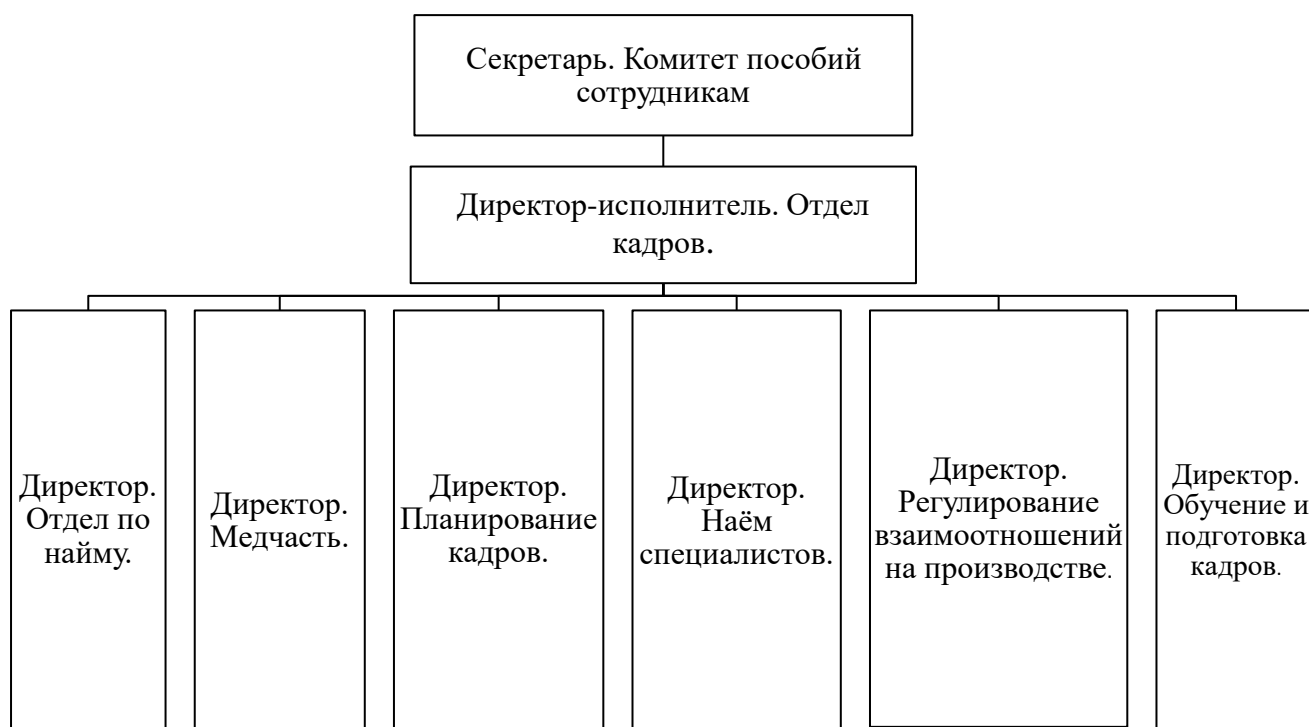 Секретарь. Комитет пособий
сотрудникам
Директор-исполнитель. Отдел
кадров.
Директор.
Отдел по
найму.
Директор.
Медчасть.
Директор.
Планирование
кадров.
Директор.
Наём
специалистов.
Директор.
Регулирование
взаимоотношений
на производстве.
Директор.
Обучение и
подготовка
кадров.